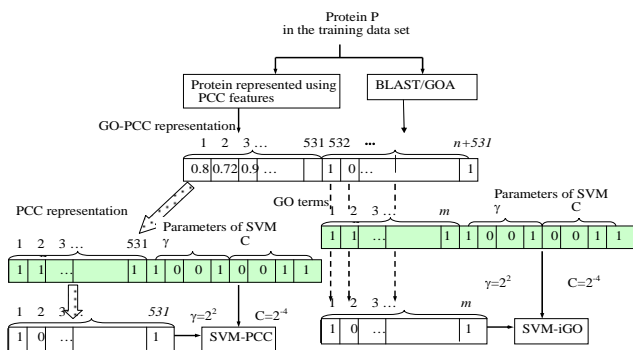 Protein P
in the training data set
Protein represented using
PCC features
BLAST/GOA
GO-PCC representation
1 2 3 … 531 532 ... n+531
0.8 0.72 0.9 … 1 0 … 1
GO terms
PCC representation
Parameters of SVM
1 2 3 … 531 γ C
1 1 … 1 1 0 0 1 0 0 1 1
Parameters of SVM
1 2 3 … m γ C
1 1 … 1 1 0 0 1 0 0 1 1
1 2 3 531
1 0 … 1
γ=2² C=2⁻⁴
SVM-PCC
1 2 3 … m
1 0 … 1
γ=2² C=2⁻⁴
SVM-iGO